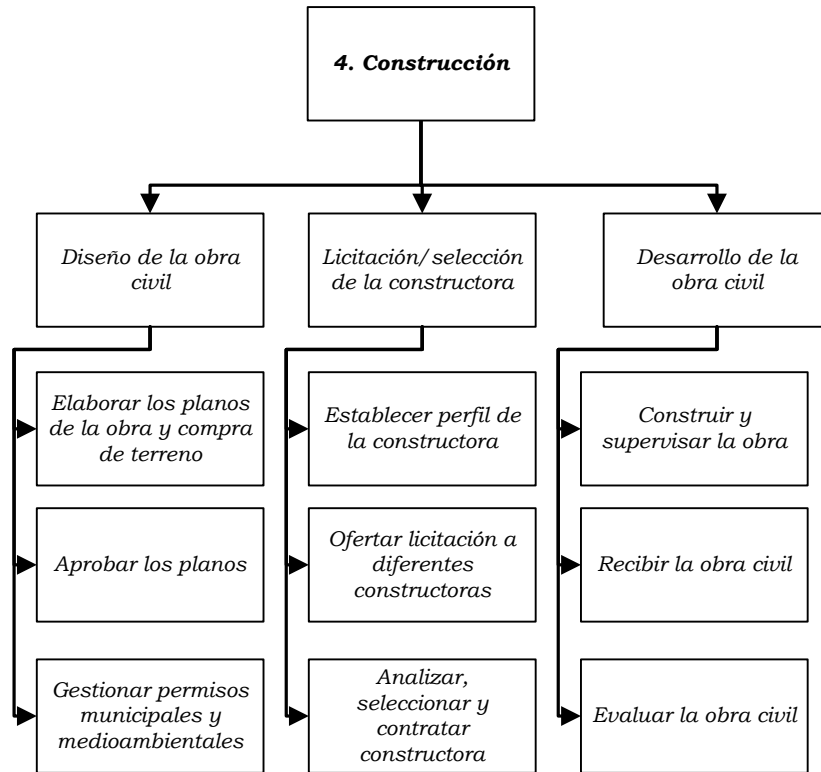 4. Construcción
Diseño de la obra
civil
Licitación/selección
de la constructora
Desarrollo de la
obra civil
Elaborar los planos
de la obra y compra
de terreno
Establecer perfil de
la constructora
Construir y
supervisar la obra
Aprobar los planos
Ofertar licitación a
diferentes
constructoras
Recibir la obra civil
Gestionar permisos
municipales y
medioambientales
Analizar,
seleccionar y
contratar
constructora
Evaluar la obra civil